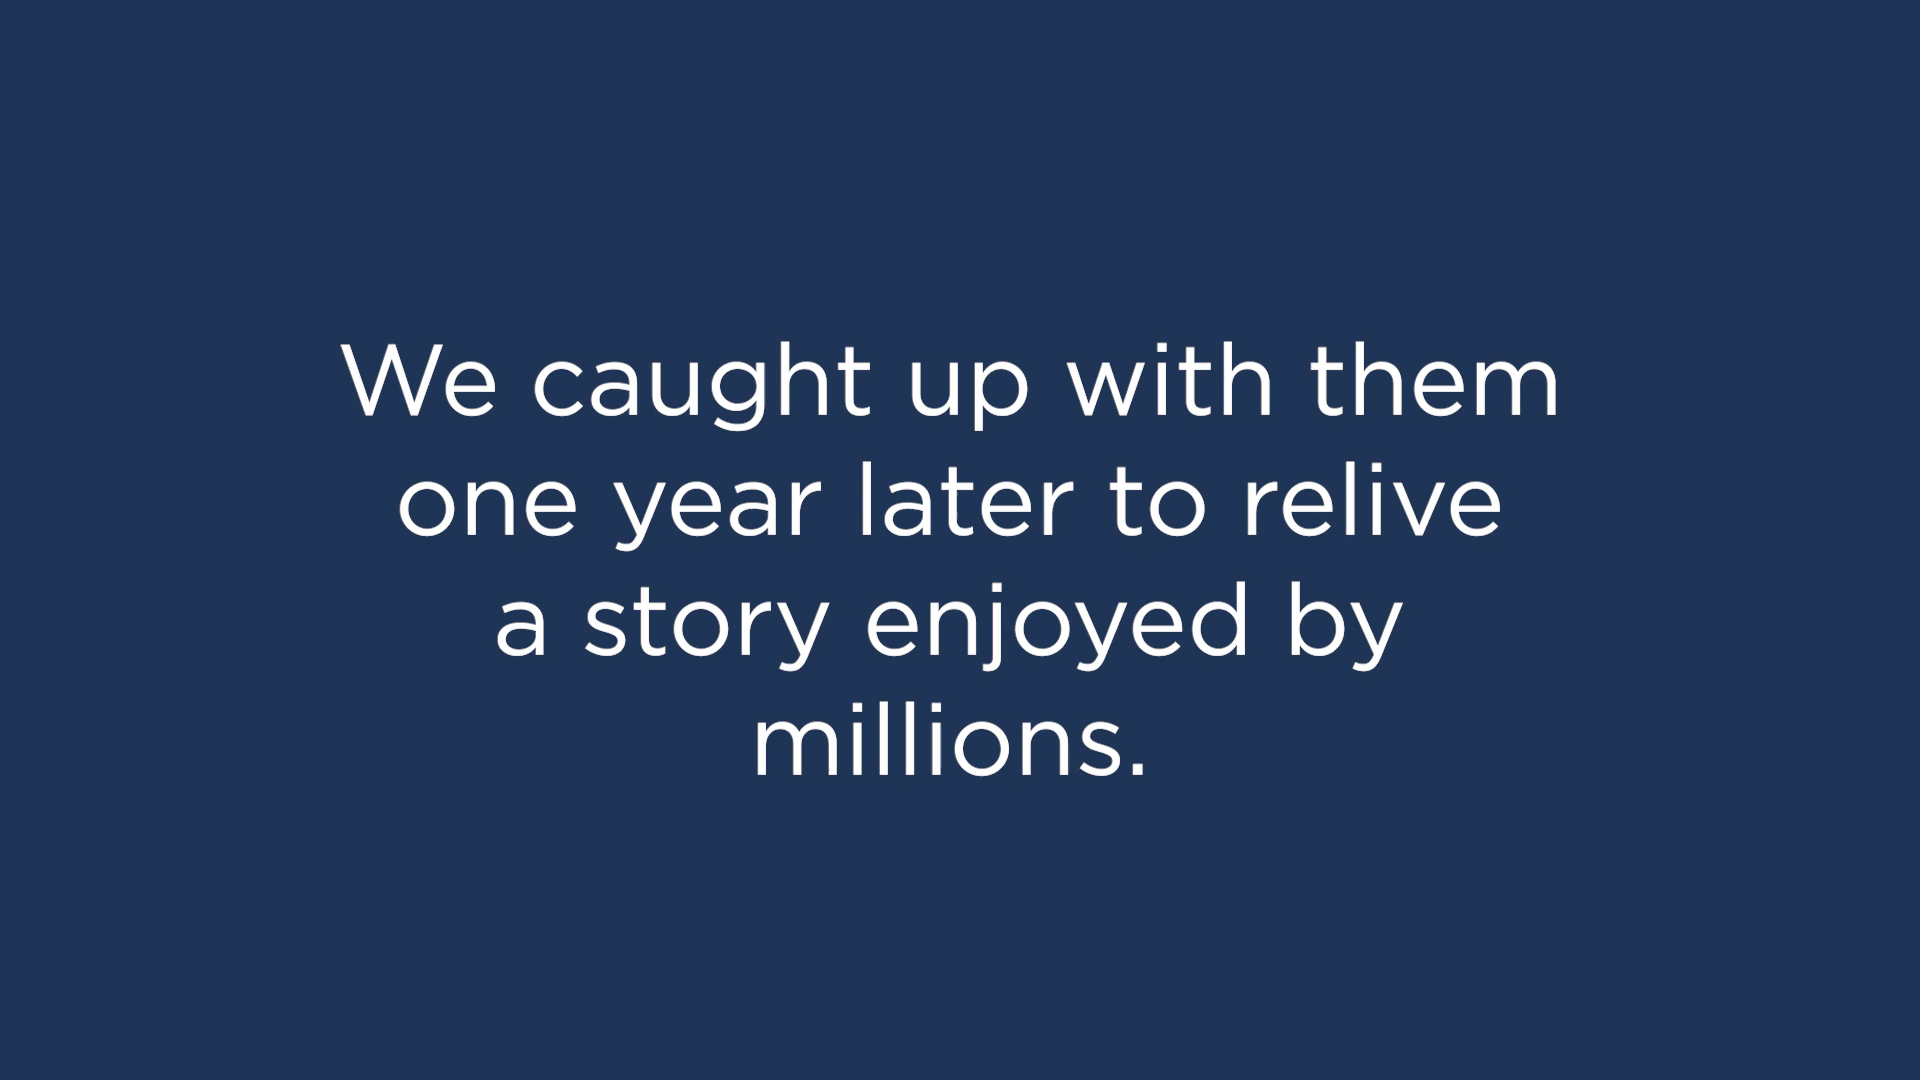 We caught up with them
one year later to relive
a story enjoyed by
millions.